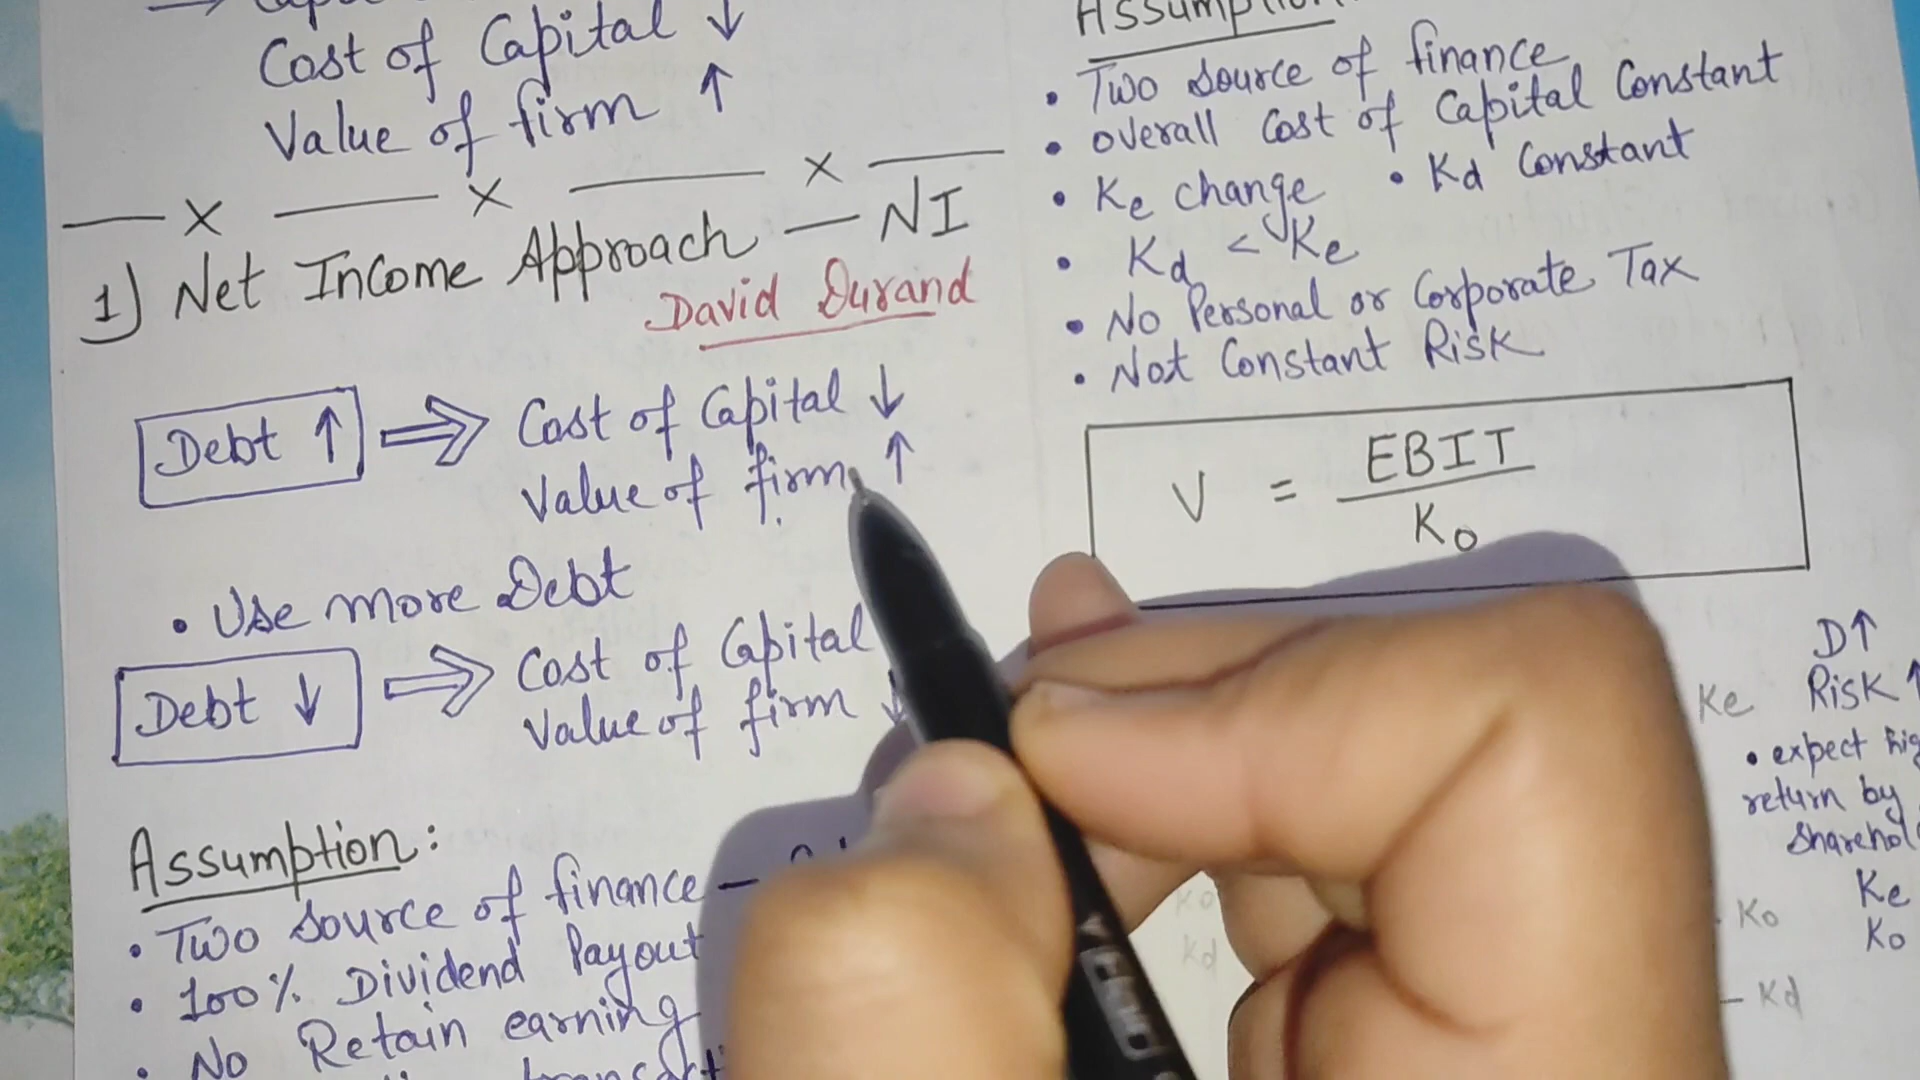 Cost of Capital ↓
Value of firm ↑
1) Net Income Approach — NI
David Durand
Debt ↑ ⇒ Cost of Capital ↓
Value of firm ↑
• Use more Debt
Debt ↓ ⇒ Cost of Capital
Value of firm ↓
Assumption:
• Two source of finance —
• 100% Dividend Payout
• No Retain earning
Assumption
• Two source of finance
• overall Cost of Capital Constant
• Ke change • Kd Constant
• Kd < Ke
• No Personal or Corporate Tax
• Not Constant Risk
V = EBIT / Ko
D↑
Ke Risk ↑
• expect
return by
Ke
Ko Ko
Kd
— Kd